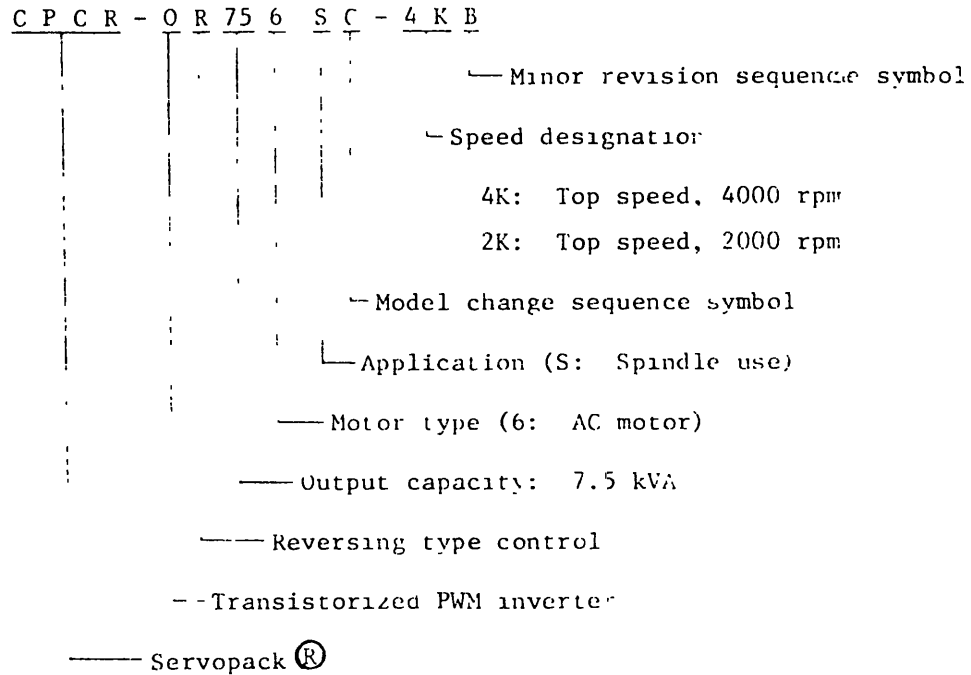 CPCR-OR756 SC-4KB
Minor revision sequence symbol
Speed designation
4K: Top speed, 4000 rpm
2K: Top speed, 2000 rpm
Model change sequence symbol
Application (S: Spindle use)
Motor type (6: AC motor)
Output capacity: 7.5 kVA
Reversing type control
Transistorized PWM inverter
Servopack ®